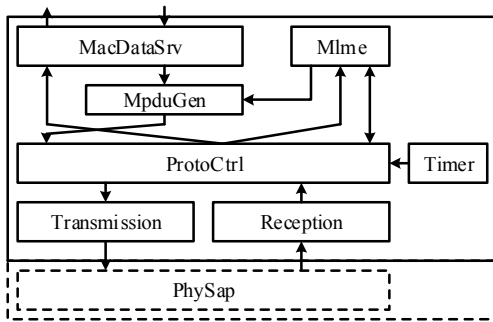 MacDataSrv
Mlme
MpduGen
ProtoCtrl
Timer
Transmission
Reception
PhySap